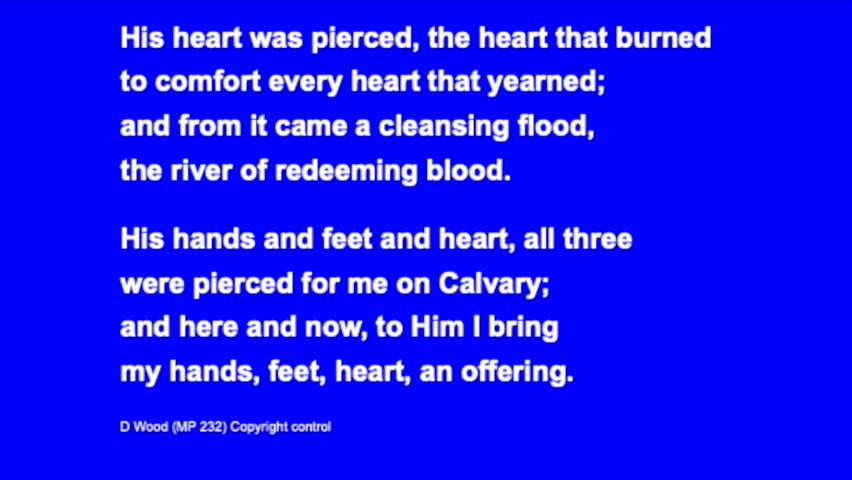 His heart was pierced, the heart that burned
to comfort every heart that yearned;
and from it came a cleansing flood,
the river of redeeming blood.
His hands and feet and heart, all three
were pierced for me on Calvary;
and here and now, to Him I bring
my hands, feet, heart, an offering.
D Wood (MP 232) Copyright control